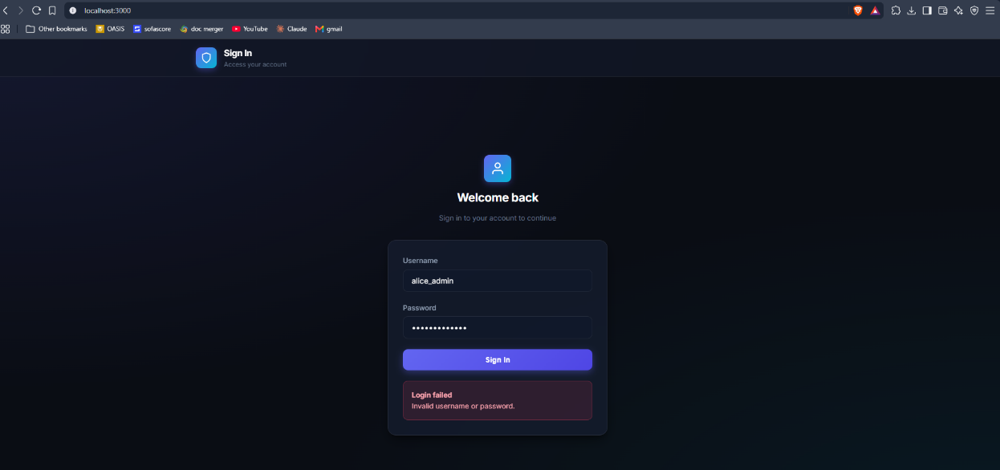 localhost:3000
Other bookmarks OASIS sofascore doc merger YouTube Claude gmail
Sign In
Access your account
Welcome back
Sign in to your account to continue
Username
alice_admin
Password
•••••••••••••
Sign In
Login failed
Invalid username or password.